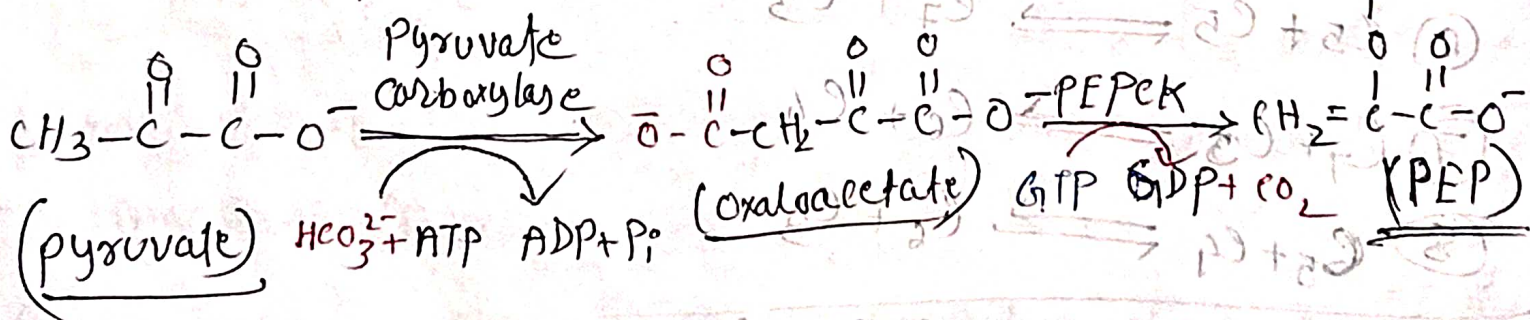 Pyruvate
carboxylase
O O O O O O O
CH3-C-C-O⁻ → ⁻O-C-CH2-C-C-O⁻ PEPCK → CH2=C-C-O⁻
(pyruvate) HCO3²⁻+ATP ADP+Pi (oxaloacetate) GTP GDP+CO2 (PEP)